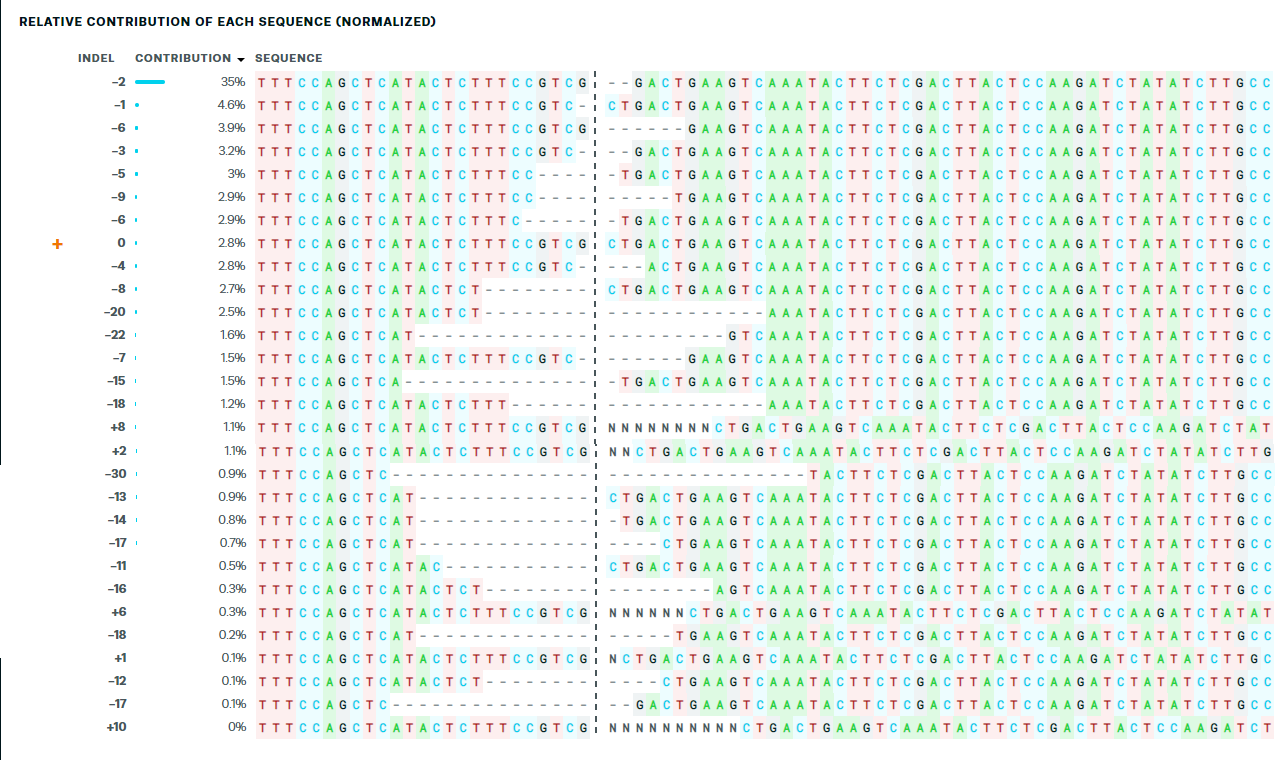 RELATIVE CONTRIBUTION OF EACH SEQUENCE (NORMALIZED)
INDEL CONTRIBUTION SEQUENCE
-2 35% TTTCCAGCTCATACTCTTTCCGTCG --GACTGAAGTCAAATACTTCTCGACTTACTCCAAGATCTATATCTTGCC
-1 4.6% TTTCCAGCTCATACTCTTTCCGTC- CTGACTGAAGTCAAATACTTCTCGACTTACTCCAAGATCTATATCTTGCC
-6 3.9% TTTCCAGCTCATACTCTTTCCGTCG ------GAAGTCAAATACTTCTCGACTTACTCCAAGATCTATATCTTGCC
-3 3.2% TTTCCAGCTCATACTCTTTCCGTC- --GACTGAAGTCAAATACTTCTCGACTTACTCCAAGATCTATATCTTGCC
-5 3% TTTCCAGCTCATACTCTTTCC---- -TGACTGAAGTCAAATACTTCTCGACTTACTCCAAGATCTATATCTTGCC
-9 2.9% TTTCCAGCTCATACTCTTTCC---- -----TGAAGTCAAATACTTCTCGACTTACTCCAAGATCTATATCTTGCC
-6 2.9% TTTCCAGCTCATACTCTTTC----- -TGACTGAAGTCAAATACTTCTCGACTTACTCCAAGATCTATATCTTGCC
+ 0 2.8% TTTCCAGCTCATACTCTTTCCGTCG CTGACTGAAGTCAAATACTTCTCGACTTACTCCAAGATCTATATCTTGCC
-4 2.8% TTTCCAGCTCATACTCTTTCCGTC- ---ACTGAAGTCAAATACTTCTCGACTTACTCCAAGATCTATATCTTGCC
-8 2.7% TTTCCAGCTCATACTCT-------- CTGACTGAAGTCAAATACTTCTCGACTTACTCCAAGATCTATATCTTGCC
-20 2.5% TTTCCAGCTCATACTCT-------- ------------AAATACTTCTCGACTTACTCCAAGATCTATATCTTGCC
-22 1.6% TTTCCAGCTCAT------------- ---------GTCAAATACTTCTCGACTTACTCCAAGATCTATATCTTGCC
-7 1.5% TTTCCAGCTCATACTCTTTCCGTC- ------GAAGTCAAATACTTCTCGACTTACTCCAAGATCTATATCTTGCC
-15 1.5% TTTCCAGCTCA-------------- -TGACTGAAGTCAAATACTTCTCGACTTACTCCAAGATCTATATCTTGCC
-18 1.2% TTTCCAGCTCATACTCTTT------ ------------AAATACTTCTCGACTTACTCCAAGATCTATATCTTGCC
+8 1.1% TTTCCAGCTCATACTCTTTCCGTCG NNNNNNNNCTGACTGAAGTCAAATACTTCTCGACTTACTCCAAGATCTAT
+2 1.1% TTTCCAGCTCATACTCTTTCCGTCG NNCTGACTGAAGTCAAATACTTCTCGACTTACTCCAAGATCTATATCTTG
-30 0.9% TTTCCAGCTC--------------- ---------------TACTTCTCGACTTACTCCAAGATCTATATCTTGCC
-13 0.9% TTTCCAGCTCAT------------- CTGACTGAAGTCAAATACTTCTCGACTTACTCCAAGATCTATATCTTGCC
-14 0.8% TTTCCAGCTCAT------------- -TGACTGAAGTCAAATACTTCTCGACTTACTCCAAGATCTATATCTTGCC
-17 0.7% TTTCCAGCTCAT------------- ----CTGAAGTCAAATACTTCTCGACTTACTCCAAGATCTATATCTTGCC
-11 0.5% TTTCCAGCTCATAC----------- CTGACTGAAGTCAAATACTTCTCGACTTACTCCAAGATCTATATCTTGCC
-16 0.3% TTTCCAGCTCATACTCT-------- --------AGTCAAATACTTCTCGACTTACTCCAAGATCTATATCTTGCC
+6 0.3% TTTCCAGCTCATACTCTTTCCGTCG NNNNNNCTGACTGAAGTCAAATACTTCTCGACTTACTCCAAGATCTATAT
-18 0.2% TTTCCAGCTCAT------------- -----TGAAGTCAAATACTTCTCGACTTACTCCAAGATCTATATCTTGCC
+1 0.1% TTTCCAGCTCATACTCTTTCCGTCG NCTGACTGAAGTCAAATACTTCTCGACTTACTCCAAGATCTATATCTTGC
-12 0.1% TTTCCAGCTCATACTCT-------- ----CTGAAGTCAAATACTTCTCGACTTACTCCAAGATCTATATCTTGCC
-17 0.1% TTTCCAGCTC--------------- --GACTGAAGTCAAATACTTCTCGACTTACTCCAAGATCTATATCTTGCC
+10 0% TTTCCAGCTCATACTCTTTCCGTCG NNNNNNNNNNCTGACTGAAGTCAAATACTTCTCGACTTACTCCAAGATCT